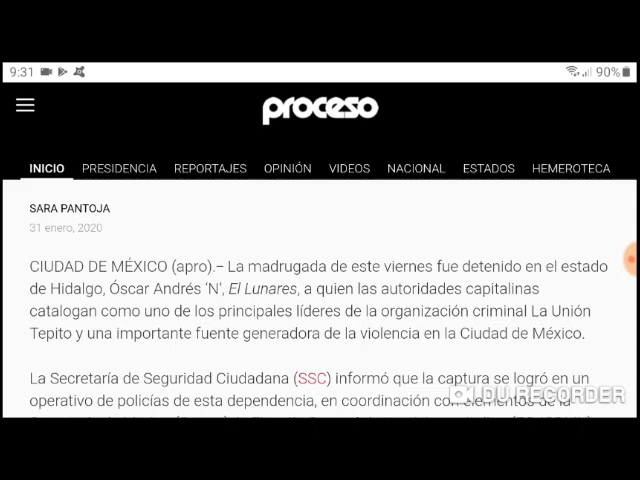 9:31
90%
proceso
INICIO PRESIDENCIA REPORTAJES OPINIÓN VIDEOS NACIONAL ESTADOS HEMEROTECA
SARA PANTOJA
31 enero, 2020
CIUDAD DE MÉXICO (apro).– La madrugada de este viernes fue detenido en el estado
de Hidalgo, Óscar Andrés ‘N’, El Lunares, a quien las autoridades capitalinas
catalogan como uno de los principales líderes de la organización criminal La Unión
Tepito y una importante fuente generadora de la violencia en la Ciudad de México.
La Secretaría de Seguridad Ciudadana (SSC) informó que la captura se logró en un
operativo de policías de esta dependencia, en coordinación con elementos de la
DU RECORDER